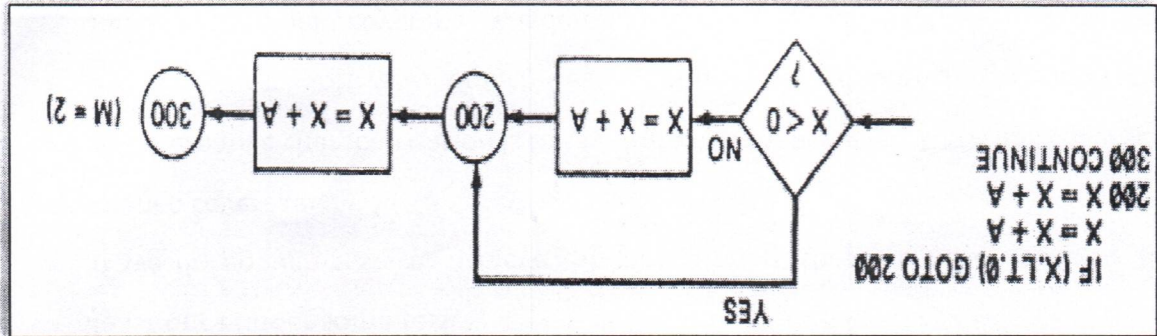 IF (X.LT.0) GOTO 200
X = X + A
200 X = X + A
300 CONTINUE
YES
X < 0
?
NO
X = X + A
200
X = X + A
300
(M = 2)